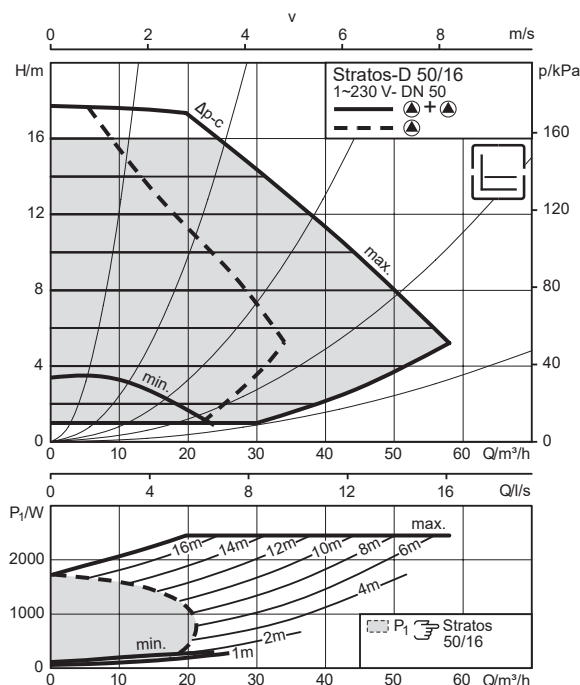 v
0 2 4 6 8 m/s
H/m p/kPa
Stratos-D 50/16
1~230 V- DN 50
+
Δp-c
16 160
12 120
max.
8 80
4 40
min.
0 0
0 10 20 30 40 50 60 Q/m³/h
0 4 8 12 16 Q/l/s
P₁/W
max.
16m 14m 12m 10m 8m 6m
2000
4m
1000
P₁ Stratos
50/16
min. 2m
1m
0
0 10 20 30 40 50 60 Q/m³/h